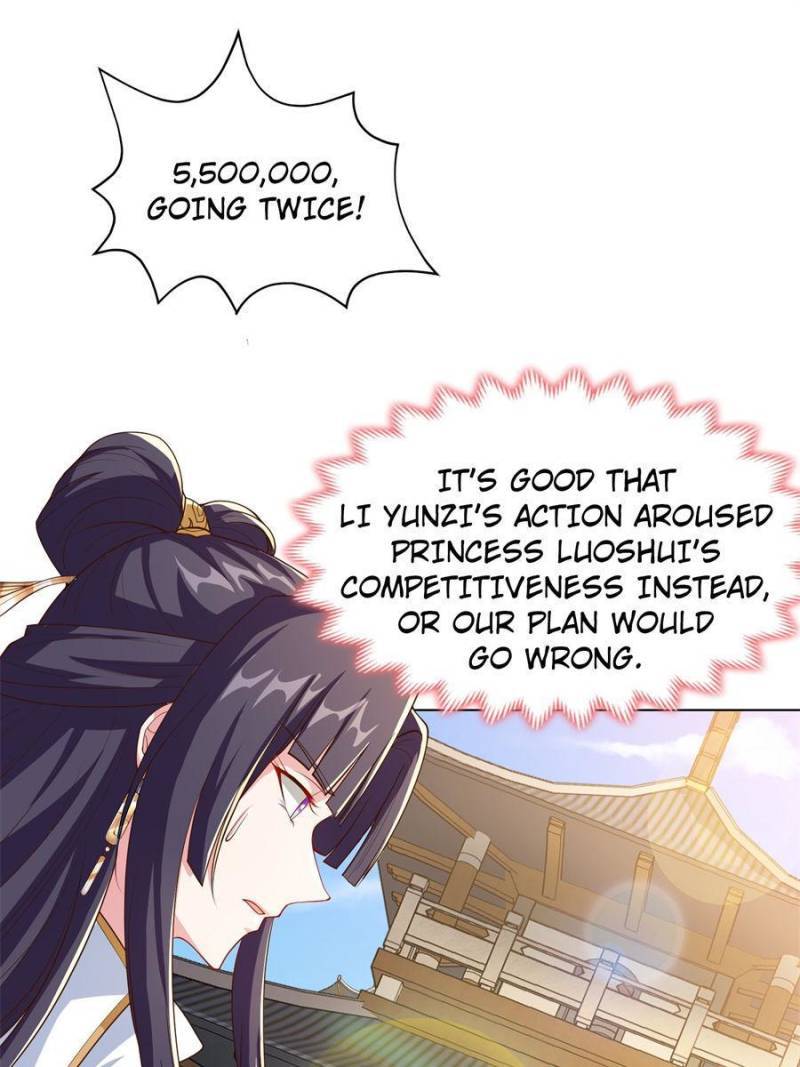 5,500,000,
GOING TWICE!
IT'S GOOD THAT
LI YUNZI'S ACTION AROUSED
PRINCESS LUOSHUI'S
COMPETITIVENESS INSTEAD,
OR OUR PLAN WOULD
GO WRONG.